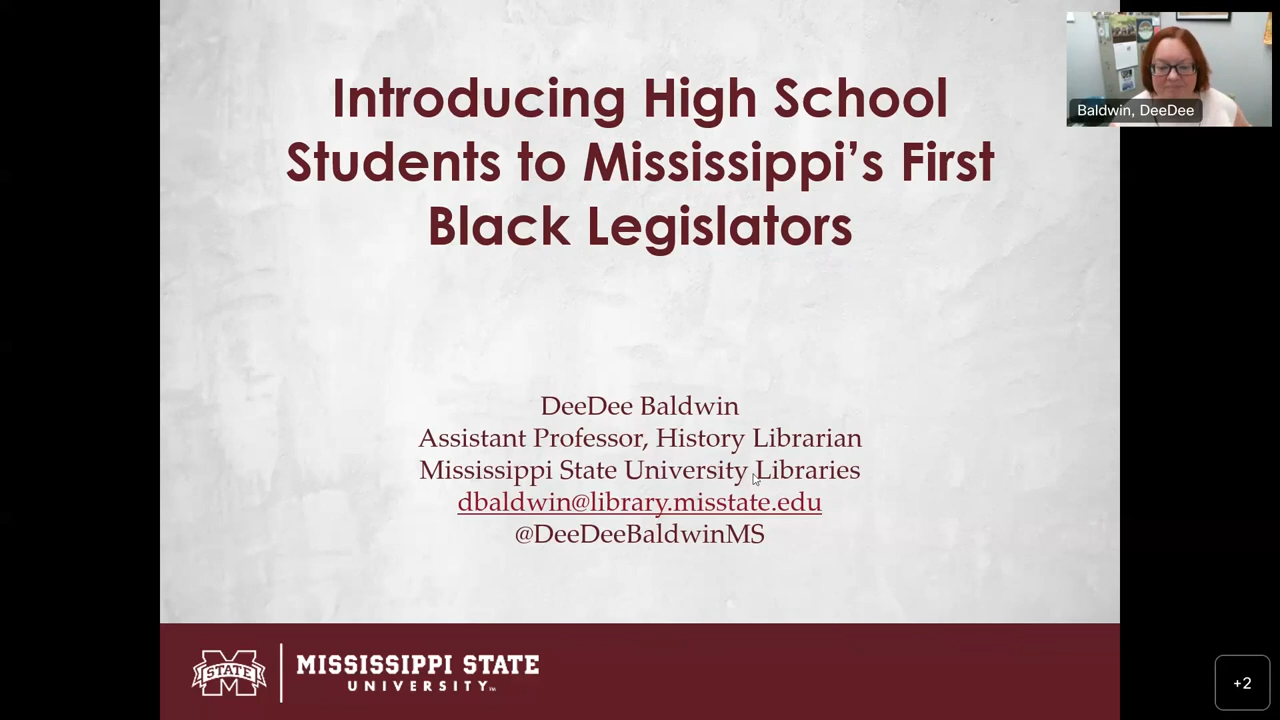 Introducing High School
Students to Mississippi’s First
Black Legislators
Baldwin, DeeDee
DeeDee Baldwin
Assistant Professor, History Librarian
Mississippi State University Libraries
dbaldwin@library.misstate.edu
@DeeDeeBaldwinMS
STATE
MISSISSIPPI STATE
UNIVERSITY™
+2